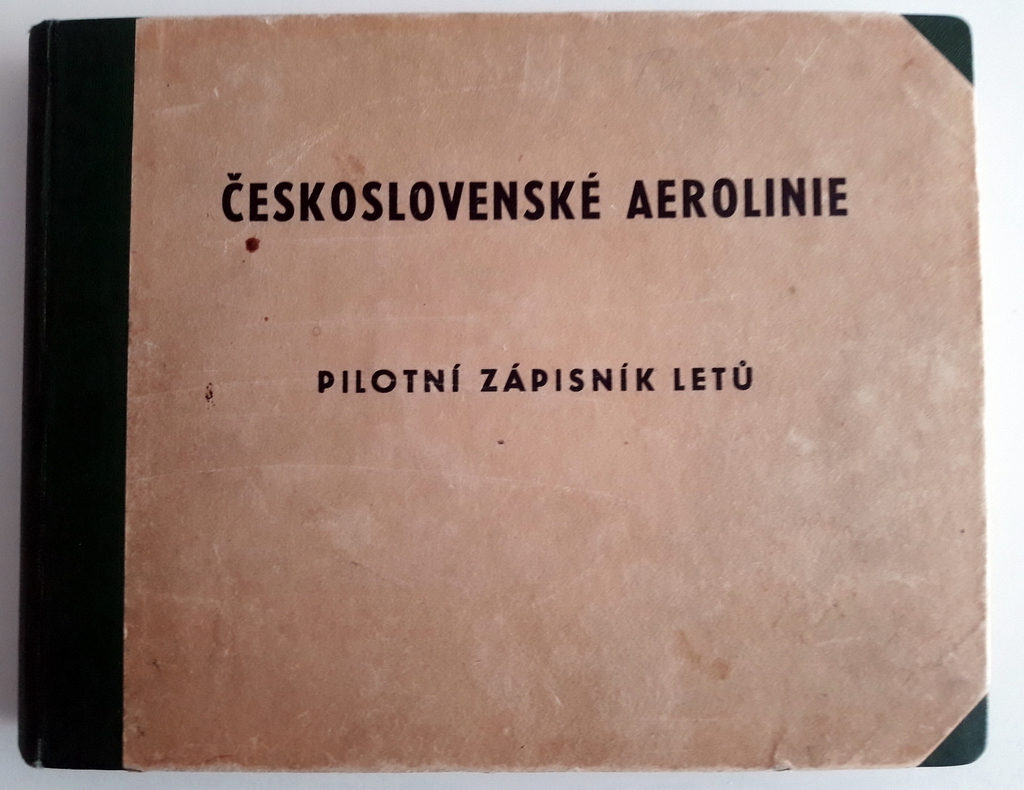 ČESKOSLOVENSKÉ AEROLINIE
PILOTNÍ ZÁPISNÍK LETŮ